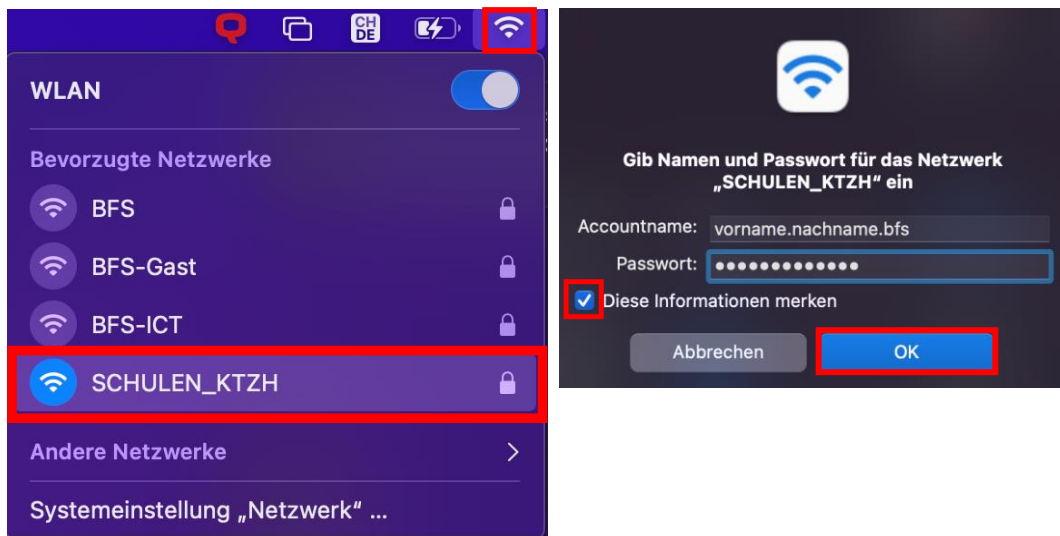 CH
DE
WLAN
Bevorzugte Netzwerke
BFS
BFS-Gast
BFS-ICT
SCHULEN_KTZH
Andere Netzwerke
Systemeinstellung „Netzwerk“ ...
Gib Namen und Passwort für das Netzwerk
„SCHULEN_KTZH“ ein
Accountname: vorname.nachname.bfs
Passwort: •••••••••••••
Diese Informationen merken
Abbrechen OK